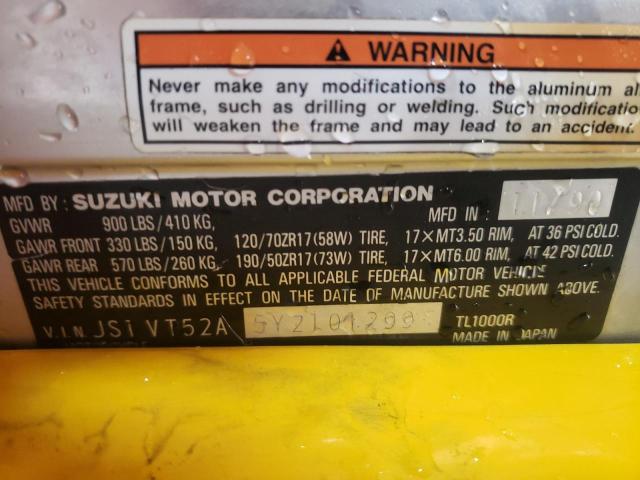 WARNING
Never make any modifications to the aluminum al
frame, such as drilling or welding. Such modificatio
will weaken the frame and may lead to an accident.
MFD BY : SUZUKI MOTOR CORPORATION MFD IN :
GVWR 900 LBS/410 KG,
GAWR FRONT 330 LBS/150 KG, 120/70ZR17(58W) TIRE, 17×MT3.50 RIM, AT 36 PSI COLD.
GAWR REAR 570 LBS/260 KG, 190/50ZR17(73W) TIRE, 17×MT6.00 RIM, AT 42 PSI COLD.
THIS VEHICLE CONFORMS TO ALL APPLICABLE FEDERAL MOTOR VEHICLE
SAFETY STANDARDS IN EFFECT ON THE DATE OF MANUFACTURE SHOWN ABOVE.
V.I.N. JS1VT52A TL1000R
MADE IN JAPAN